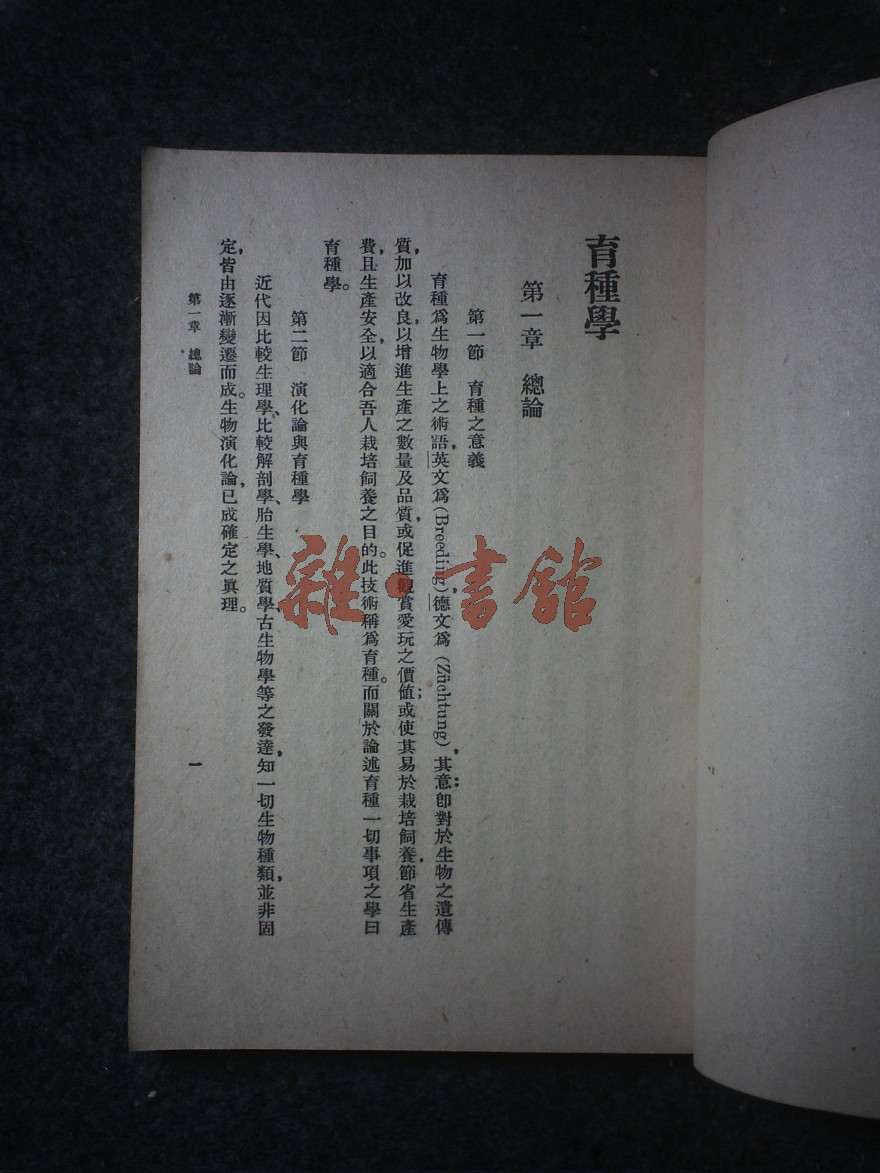 育種學
第一章　總論
第一節　育種之意義
育種爲生物學上之術語，英文爲(Breeding)，德文爲(Züchtung)，其意卽對於生物之遺傳
質，加以改良，以增進生產之數量及品質，或促進觀賞愛玩之價值；或使其易於栽培飼養，節省生產
費，且生產安全，以適合吾人栽培飼養之目的。此技術稱爲育種。而關於論述育種一切事項之學曰
育種學。
第二節　演化論與育種學
近代因比較生理學、比較解剖學、胎生學、地質學、古生物學等之發達，知一切生物種類，並非固
定，皆由逐漸變遷而成。生物演化論，已成確定之眞理。
第一章　總論
一
雜·書館